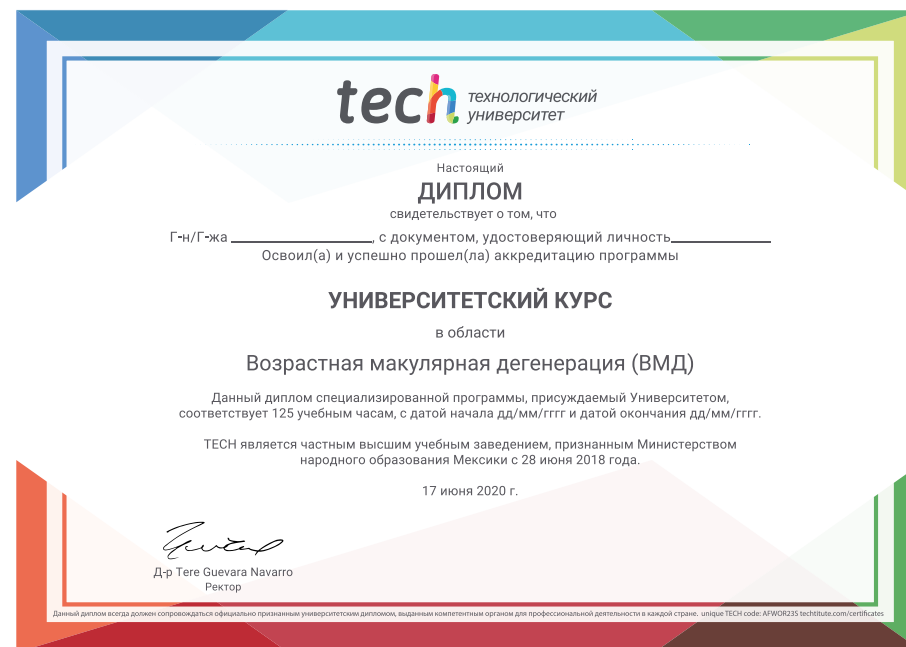 tech технологический
университет
Настоящий
ДИПЛОМ
свидетельствует о том, что
Г-н/Г-жа ____________________, с документом, удостоверяющий личность______________
Освоил(а) и успешно прошел(ла) аккредитацию программы
УНИВЕРСИТЕТСКИЙ КУРС
в области
Возрастная макулярная дегенерация (ВМД)
Данный диплом специализированной программы, присуждаемый Университетом,
соответствует 125 учебным часам, с датой начала дд/мм/гггг и датой окончания дд/мм/гггг.
TECH является частным высшим учебным заведением, признанным Министерством
народного образования Мексики с 28 июня 2018 года.
17 июня 2020 г.
Д-р Tere Guevara Navarro
Ректор
Данный диплом всегда должен сопровождаться официально признанным университетским дипломом, выданным компетентным органом для профессиональной деятельности в каждой стране. unique TECH code: AFWOR23S techtitute.com/certificates